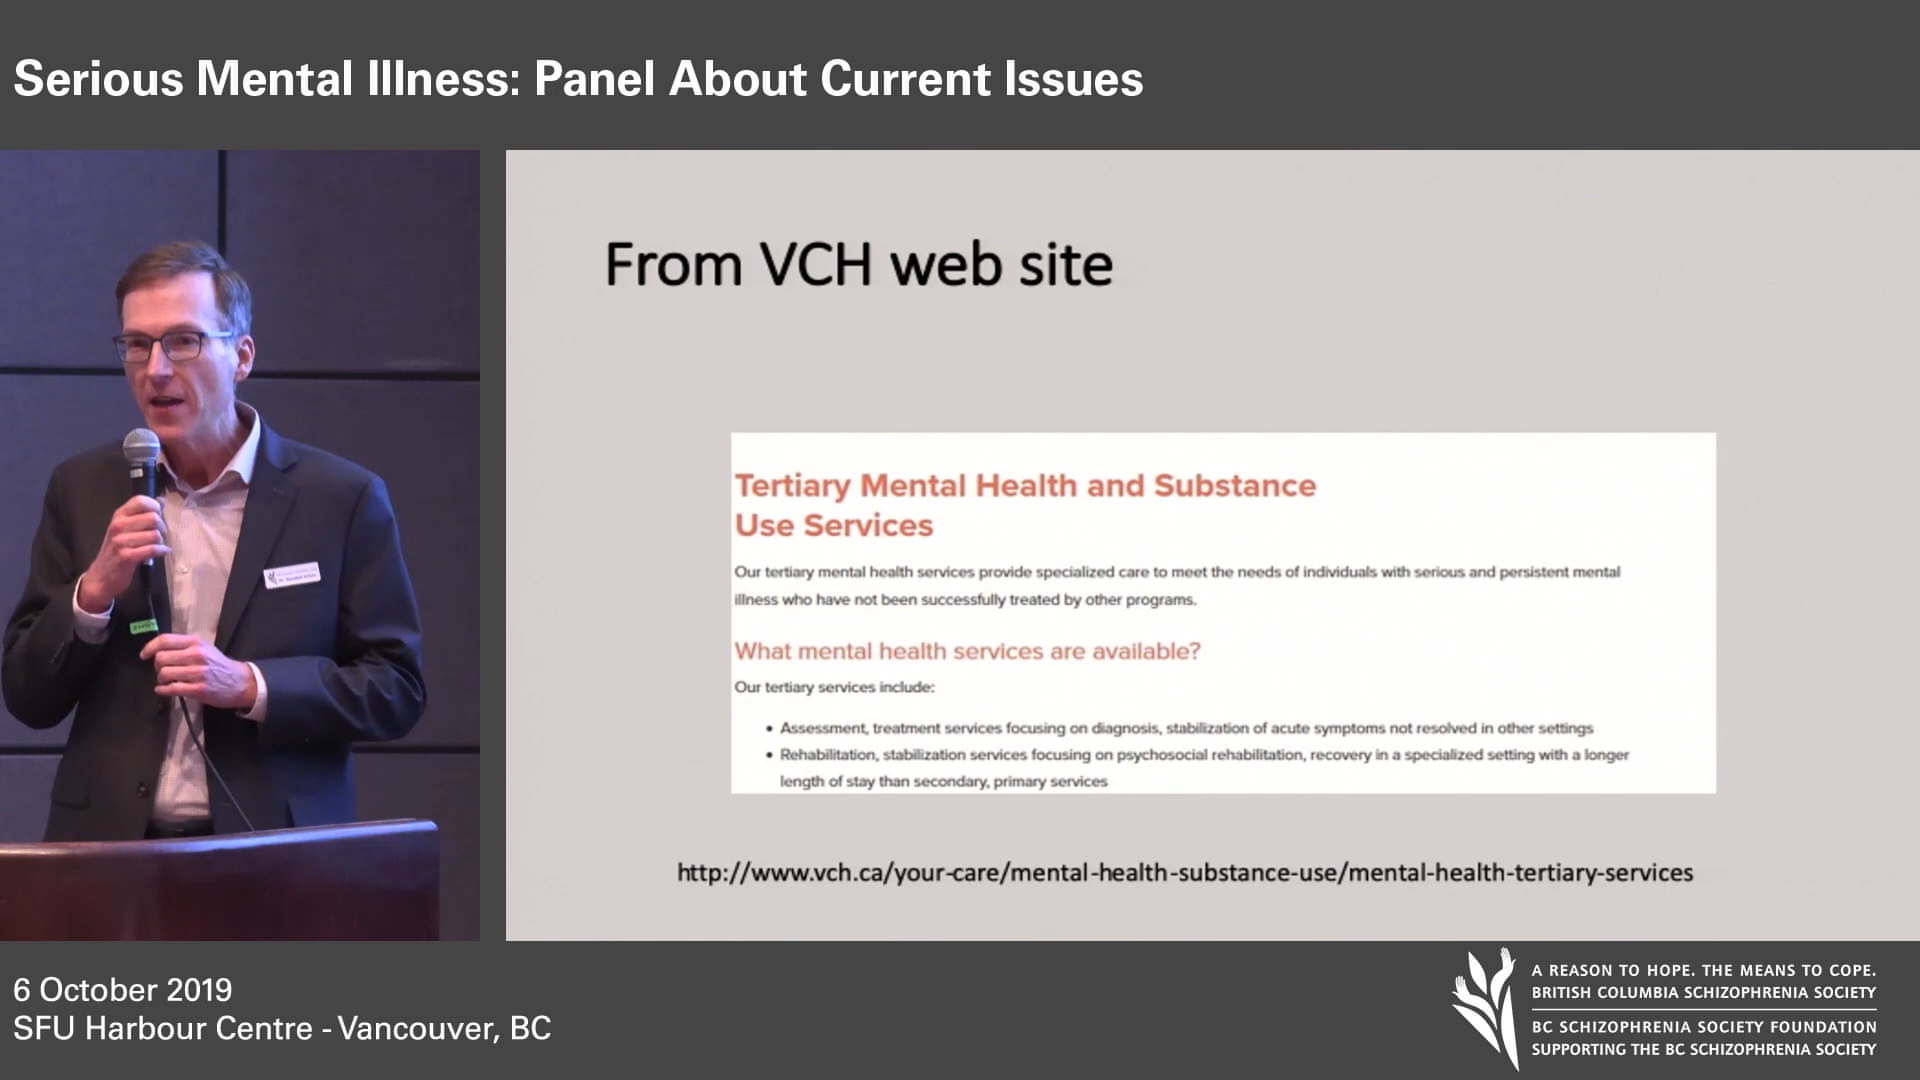 Serious Mental Illness: Panel About Current Issues
From VCH web site
Tertiary Mental Health and Substance
Use Services
Our tertiary mental health services provide specialized care to meet the needs of individuals with serious and persistent mental
illness who have not been successfully treated by other programs.
What mental health services are available?
Our tertiary services include:
• Assessment, treatment services focusing on diagnosis, stabilization of acute symptoms not resolved in other settings
• Rehabilitation, stabilization services focusing on psychosocial rehabilitation, recovery in a specialized setting with a longer
length of stay than secondary, primary services
http://www.vch.ca/your-care/mental-health-substance-use/mental-health-tertiary-services
6 October 2019
SFU Harbour Centre - Vancouver, BC
A REASON TO HOPE. THE MEANS TO COPE.
BRITISH COLUMBIA SCHIZOPHRENIA SOCIETY
BC SCHIZOPHRENIA SOCIETY FOUNDATION
SUPPORTING THE BC SCHIZOPHRENIA SOCIETY